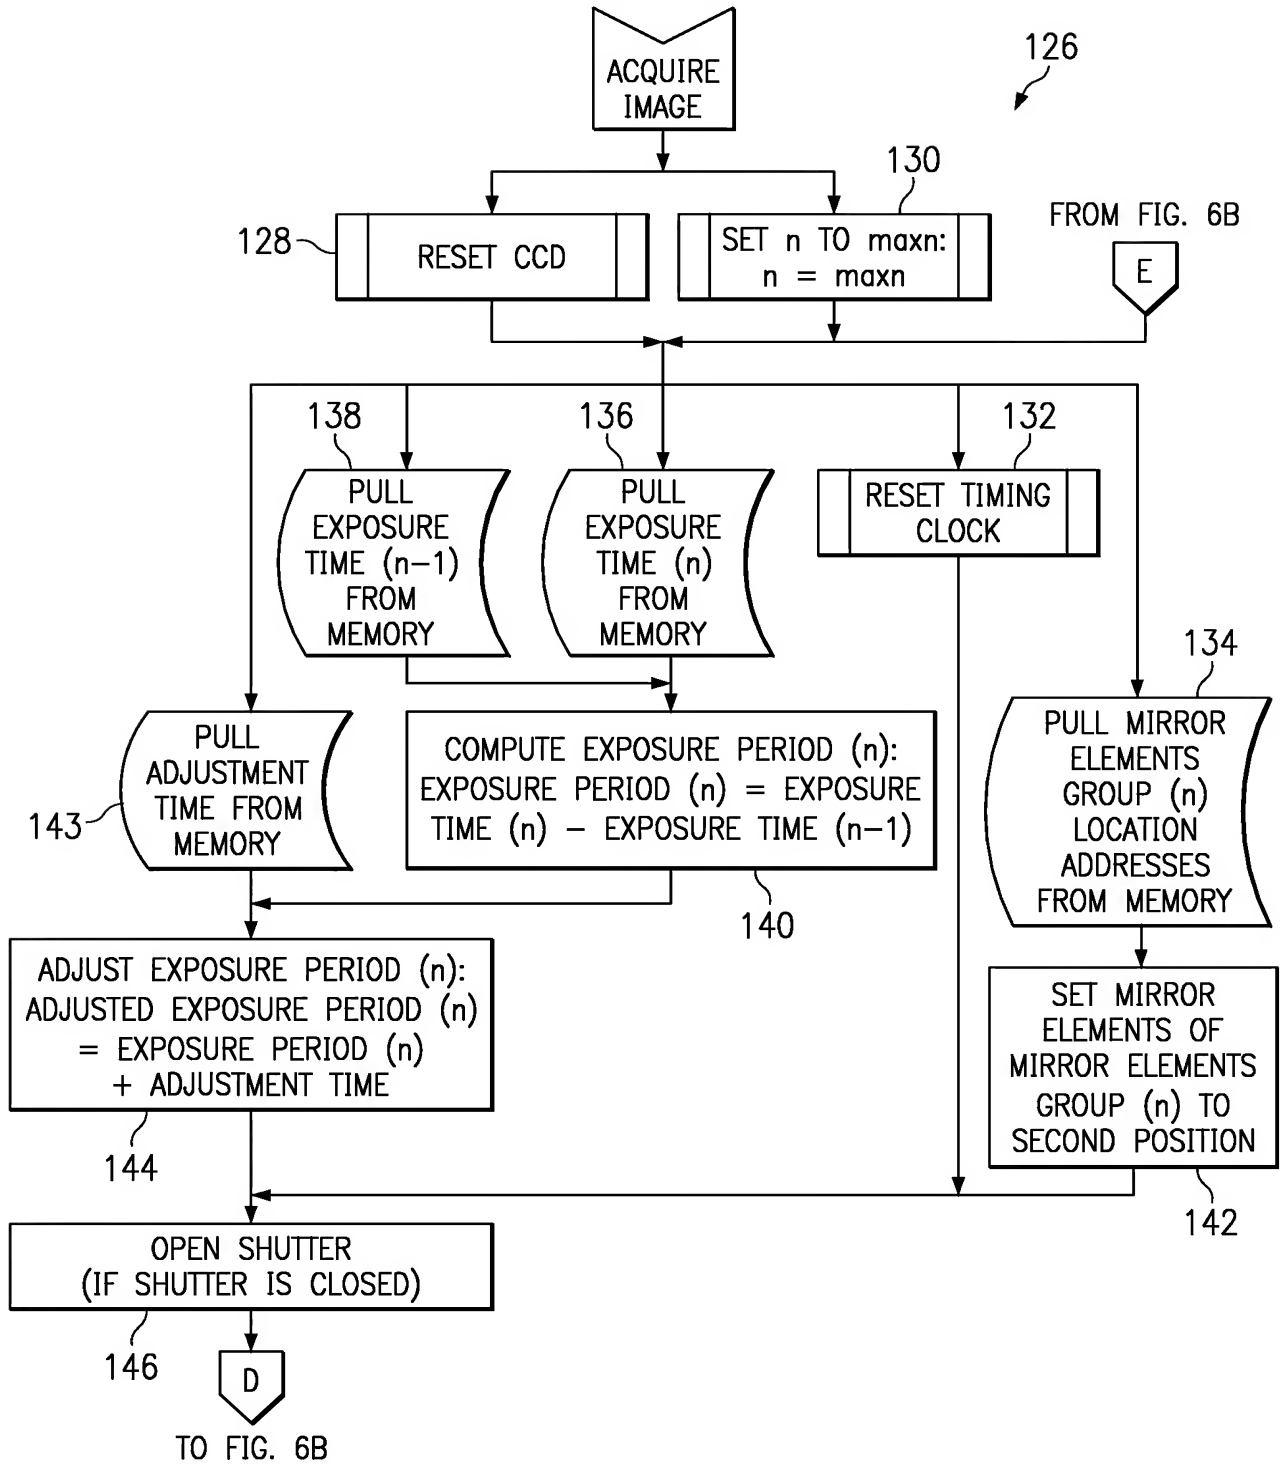 126
ACQUIRE
IMAGE
130
128
RESET CCD
SET n TO maxn:
n = maxn
FROM FIG. 6B
E
138
136
132
PULL
EXPOSURE
TIME (n-1)
FROM
MEMORY
PULL
EXPOSURE
TIME (n)
FROM
MEMORY
RESET TIMING
CLOCK
134
143
PULL
ADJUSTMENT
TIME FROM
MEMORY
COMPUTE EXPOSURE PERIOD (n):
EXPOSURE PERIOD (n) = EXPOSURE
TIME (n) - EXPOSURE TIME (n-1)
140
PULL MIRROR
ELEMENTS
GROUP (n)
LOCATION
ADDRESSES
FROM MEMORY
ADJUST EXPOSURE PERIOD (n):
ADJUSTED EXPOSURE PERIOD (n)
= EXPOSURE PERIOD (n)
+ ADJUSTMENT TIME
144
SET MIRROR
ELEMENTS OF
MIRROR ELEMENTS
GROUP (n) TO
SECOND POSITION
142
OPEN SHUTTER
(IF SHUTTER IS CLOSED)
146
D
TO FIG. 6B